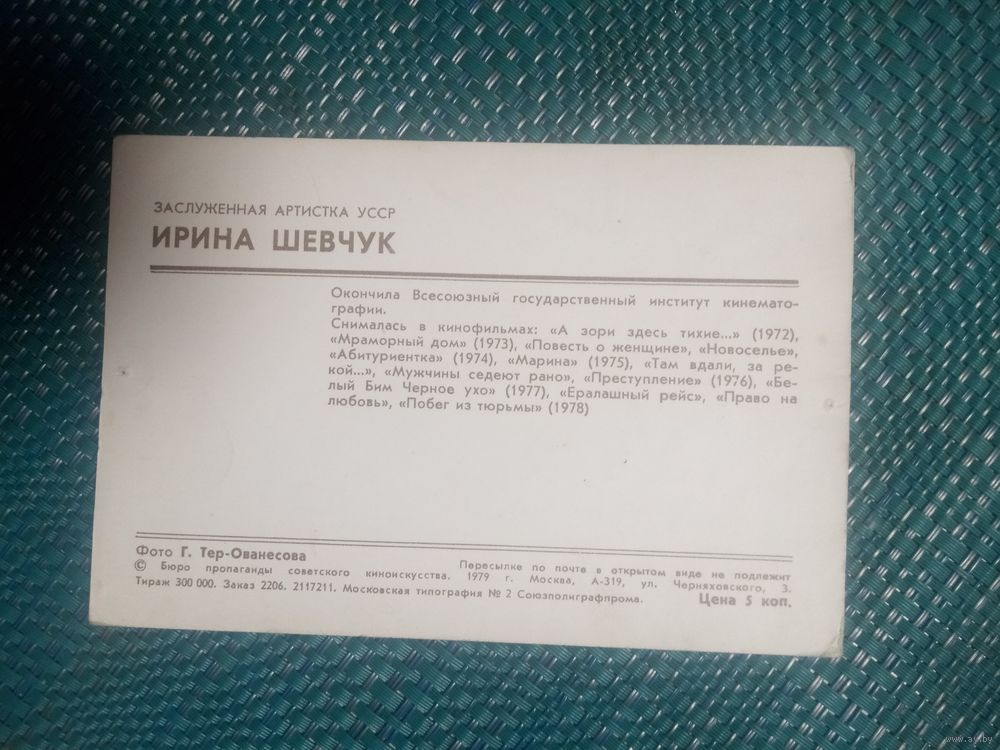 ЗАСЛУЖЕННАЯ АРТИСТКА УССР
ИРИНА ШЕВЧУК
Окончила Всесоюзный государственный институт кинемато-
графии.
Снималась в кинофильмах: «А зори здесь тихие...» (1972),
«Мраморный дом» (1973), «Повесть о женщине», «Новоселье»,
«Абитуриентка» (1974), «Марина» (1975), «Там вдали, за ре-
кой...», «Мужчины седеют рано», «Преступление» (1976), «Бе-
лый Бим Черное ухо» (1977), «Ералашный рейс», «Право на
любовь», «Побег из тюрьмы» (1978)
Фото Г. Тер-Ованесова
Пересылке по почте в открытом виде не подлежит
© Бюро пропаганды советского киноискусства. 1979 г. Москва, А-319, ул. Черняховского, 3.
Тираж 300 000. Заказ 2206. 2117211. Московская типография № 2 Союзполиграфпрома.
Цена 5 коп.
www.ay.by